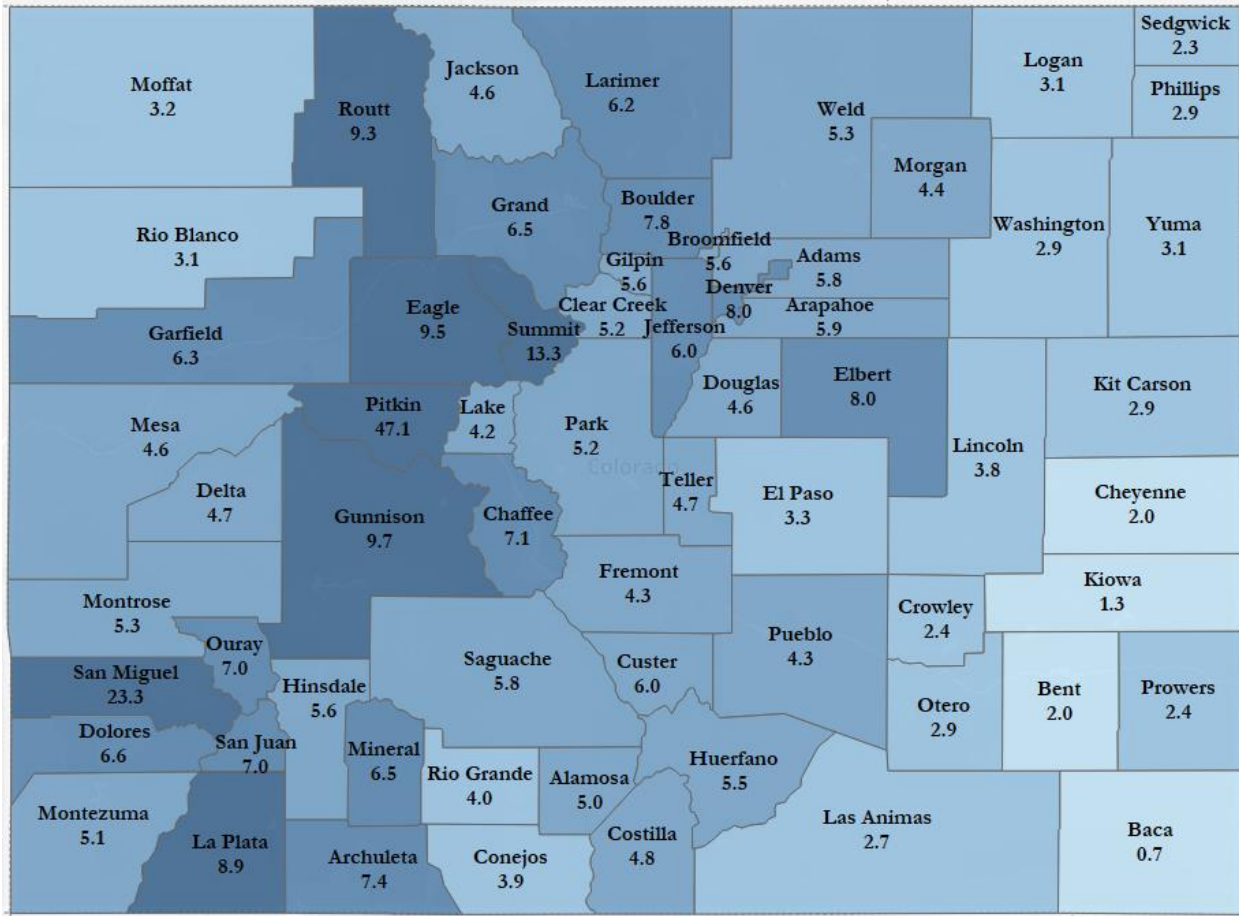 Sedgwick
2.3
Logan
3.1
Jackson
4.6
Larimer
6.2
Moffat
3.2
Phillips
2.9
Routt
9.3
Weld
5.3
Morgan
4.4
Boulder
7.8
Grand
6.5
Washington
2.9
Yuma
3.1
Rio Blanco
3.1
Broomfield
5.6
Gilpin
5.6
Adams
5.8
Denver
8.0
Clear Creek
5.2
Arapahoe
5.9
Eagle
9.5
Summit
13.3
Jefferson
6.0
Garfield
6.3
Douglas
4.6
Elbert
8.0
Kit Carson
2.9
Pitkin
47.1
Lake
4.2
Mesa
4.6
Park
5.2
Lincoln
3.8
Colorado
Teller
4.7
Delta
4.7
El Paso
3.3
Cheyenne
2.0
Gunnison
9.7
Chaffee
7.1
Fremont
4.3
Kiowa
1.3
Montrose
5.3
Crowley
2.4
Pueblo
4.3
Ouray
7.0
Saguache
5.8
Custer
6.0
San Miguel
23.3
Hinsdale
5.6
Bent
2.0
Prowers
2.4
Otero
2.9
Dolores
6.6
San Juan
7.0
Mineral
6.5
Huerfano
5.5
Rio Grande
4.0
Alamosa
5.0
Montezuma
5.1
Las Animas
2.7
Baca
0.7
La Plata
8.9
Costilla
4.8
Archuleta
7.4
Conejos
3.9